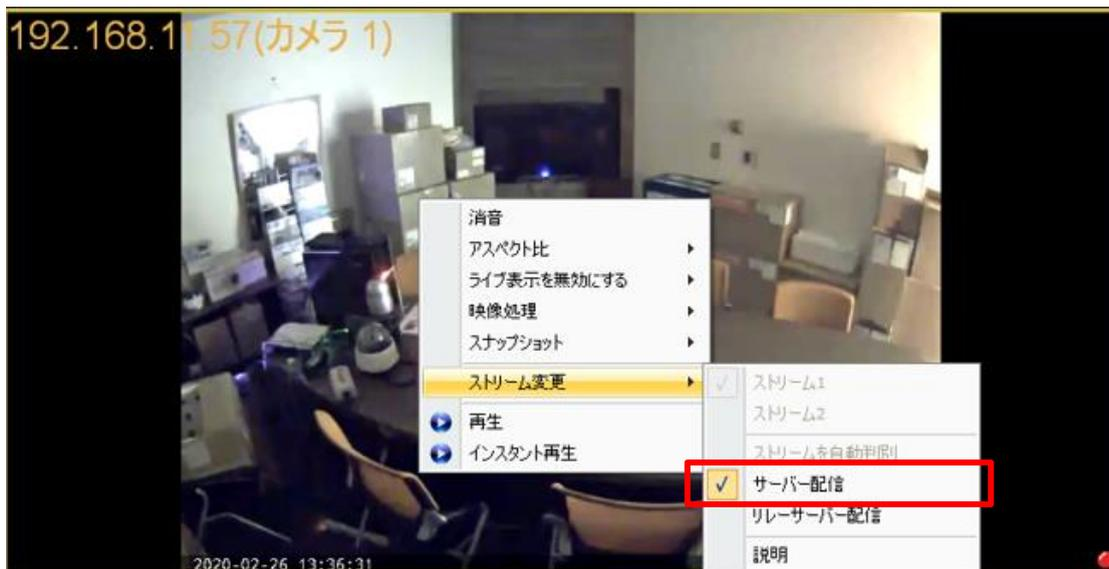 192.168.11.57(カメラ 1)
消音
アスペクト比
ライブ表示を無効にする
映像処理
スナップショット
ストリーム変更
再生
インスタント再生
ストリーム1
ストリーム2
ストリームを自動判別
サーバー配信
リレーサーバー配信
説明
2020-02-26 13:36:31